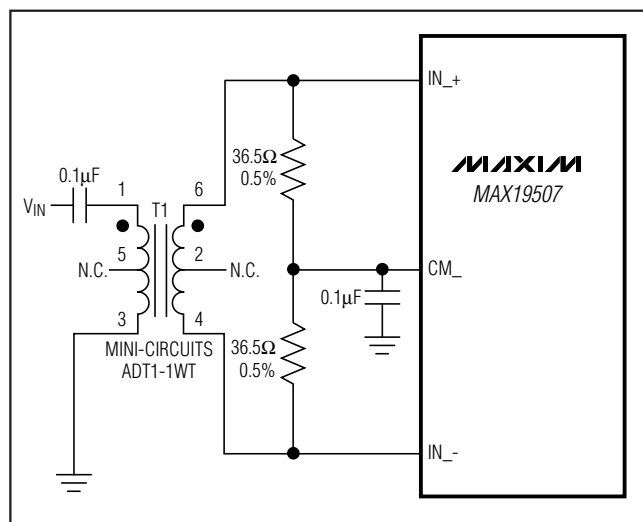 IN_+
36.5Ω
0.5%
MAXIM
MAX19507
0.1µF
1
T1
6
VIN
5
2
N.C.
N.C.
CM_
0.1µF
3
4
MINI-CIRCUITS
ADT1-1WT
36.5Ω
0.5%
IN_-